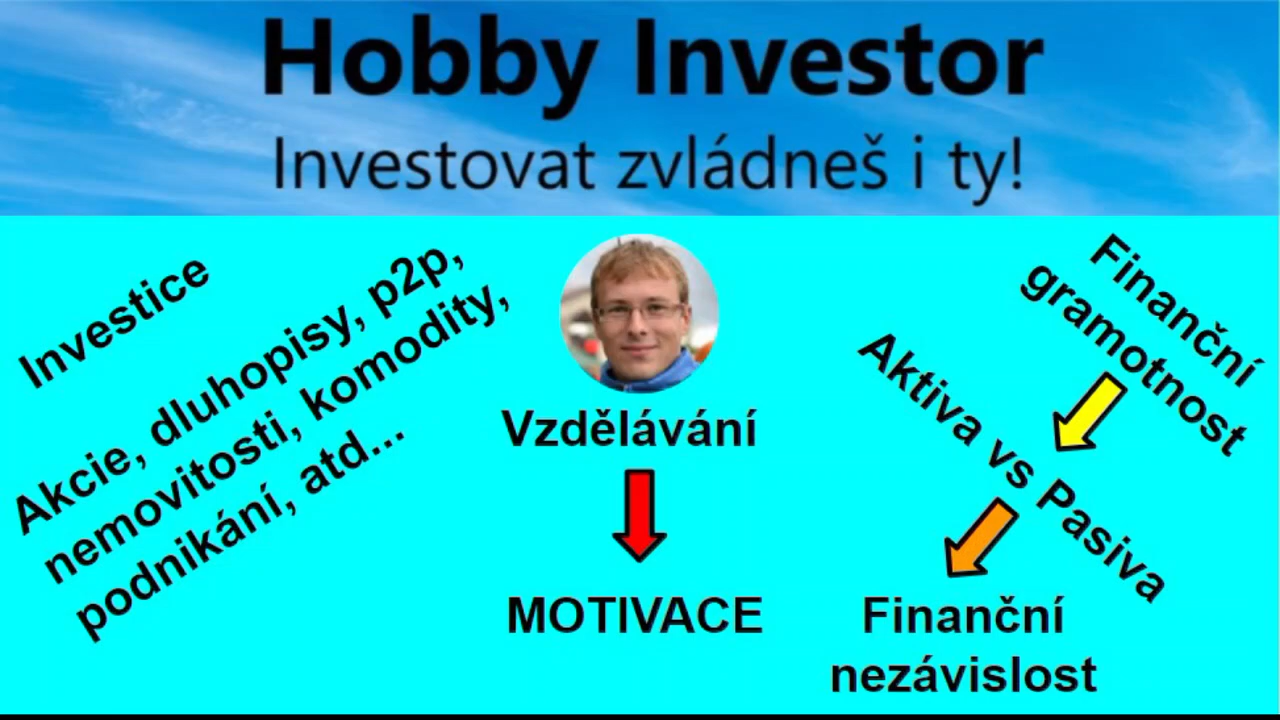 Hobby Investor
Investovat zvládneš i ty!
Investice
Akcie, dluhopisy, p2p,
nemovitosti, komodity,
podnikání, atd...
Vzdělávání
MOTIVACE
Finanční
gramotnost
Aktiva vs Pasiva
Finanční
nezávislost